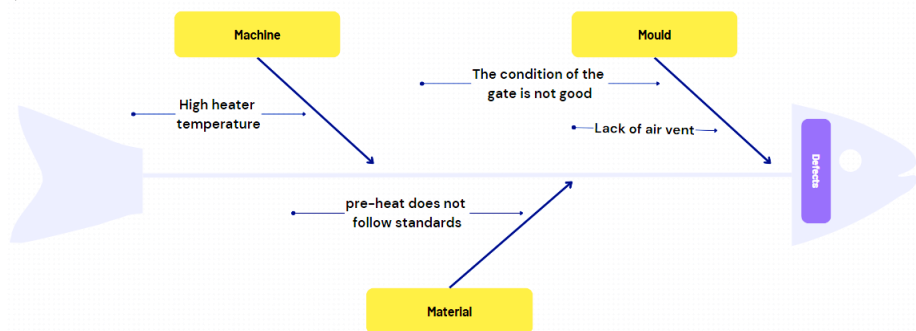 Machine
Mould
The condition of the
gate is not good
High heater
temperature
Lack of air vent
Defects
pre-heat does not
follow standards
Material